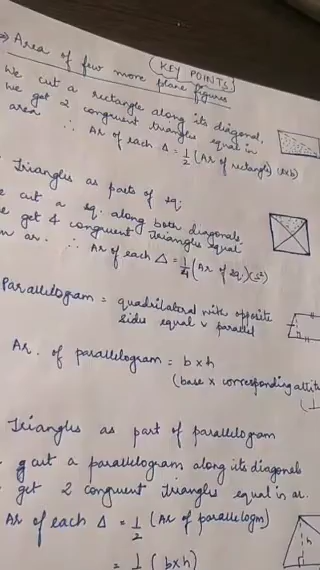 KEY POINTS
Area of few more plane figures
We cut a rectangle along its diagonal,
we get 2 congruent triangles equal in
area ∴ Ar of each Δ = 1/2 (Ar of rectangle) (l×b)
Triangles as parts of sq.
cut a sq. along both diagonals
get 4 congruent triangles equal
ar. ∴ Ar of each Δ = 1/4 (Ar of sq.) (s²)
Parallelogram = quadrilateral with opposite
sides equal & parallel
Ar. of parallelogram = b × h
(base × corresponding
Triangles as part of parallelogram
cut a parallelogram along its diagonals
get 2 congruent triangles equal in ar.
Ar of each Δ = 1/2 (Ar of parallelogm)
= 1/2 (b×h)
h